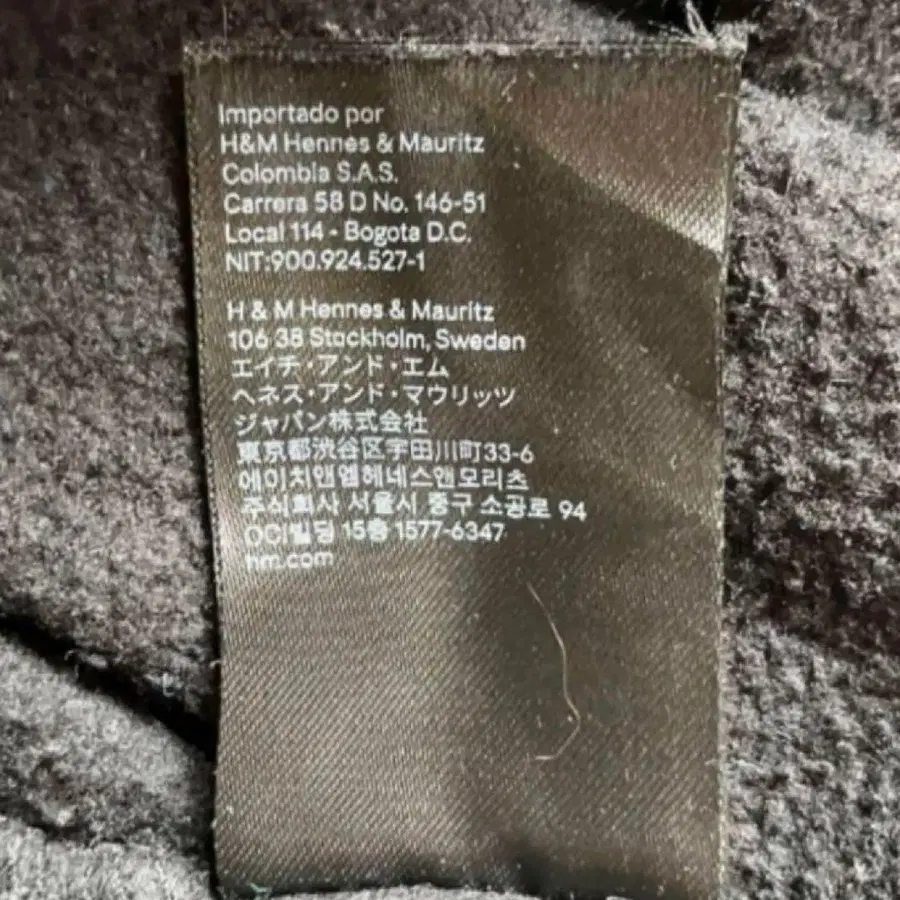 Importado por
H&M Hennes & Mauritz
Colombia S.A.S.
Carrera 58 D No. 146-51
Local 114 - Bogota D.C.
NIT:900.924.527-1
H & M Hennes & Mauritz
106 38 Stockholm, Sweden
エイチ・アンド・エム
ヘネス・アンド・マウリッツ
ジャパン株式会社
東京都渋谷区宇田川町33-6
에이치앤엠헤네스앤모리츠
주식회사 서울시 중구 소공로 94
OCI빌딩 15층 1577-6347
hm.com